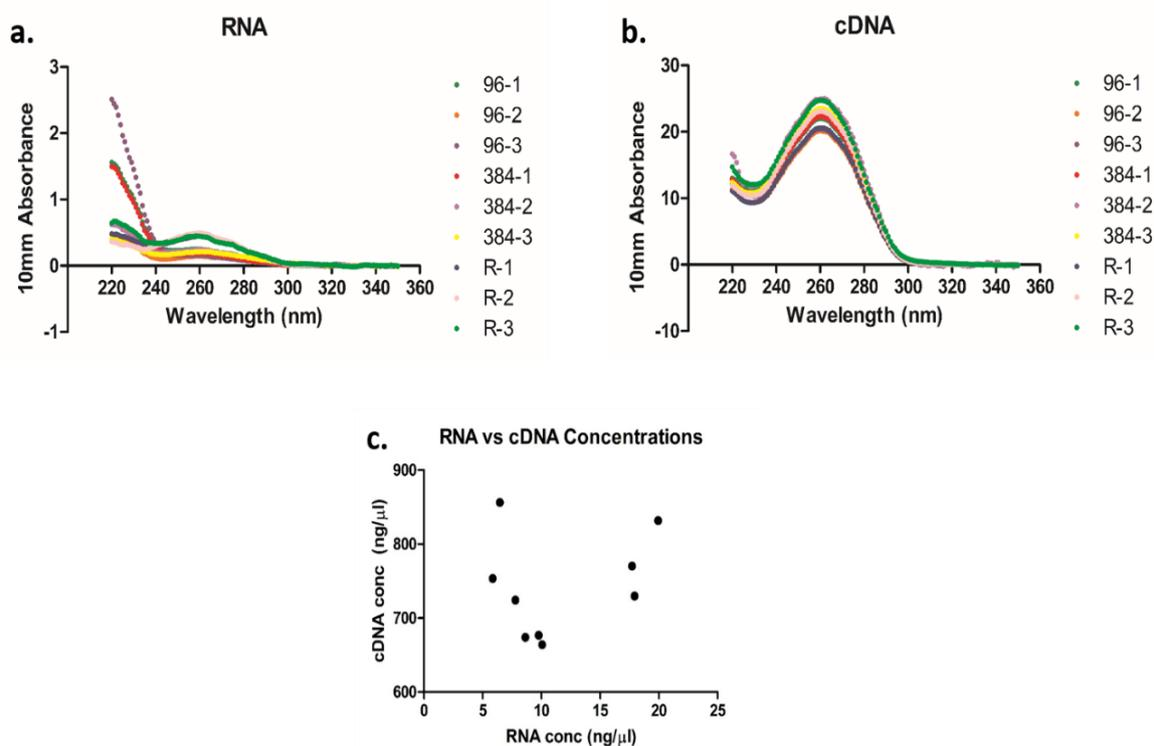 a.
RNA
3
2
1
0
-1
10mm Absorbance
220 240 260 280 300 320 340 360
Wavelength (nm)
96-1
96-2
96-3
384-1
384-2
384-3
R-1
R-2
R-3
b.
cDNA
30
20
10
0
-10
10mm Absorbance
220 240 260 280 300 320 340 360
Wavelength (nm)
96-1
96-2
96-3
384-1
384-2
384-3
R-1
R-2
R-3
c.
RNA vs cDNA Concentrations
900
800
700
600
cDNA conc (ng/µl)
0 5 10 15 20 25
RNA conc (ng/µl)